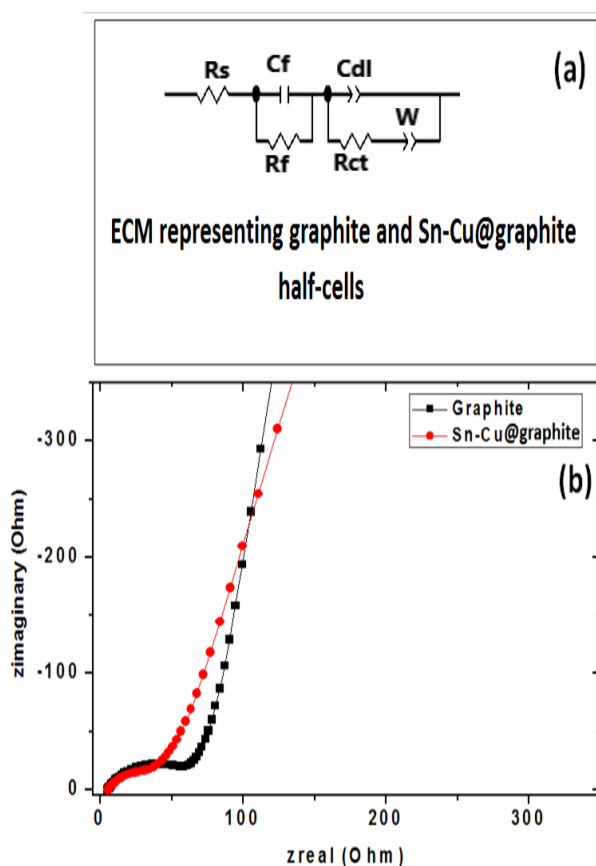 (a)
Rs
Cf
Cdl
W
Rf
Rct
ECM representing graphite and Sn-Cu@graphite
half-cells
Graphite
Sn-Cu@graphite
(b)
zimaginary (Ohm)
-300
-200
-100
0
0
100
200
300
zreal (Ohm)